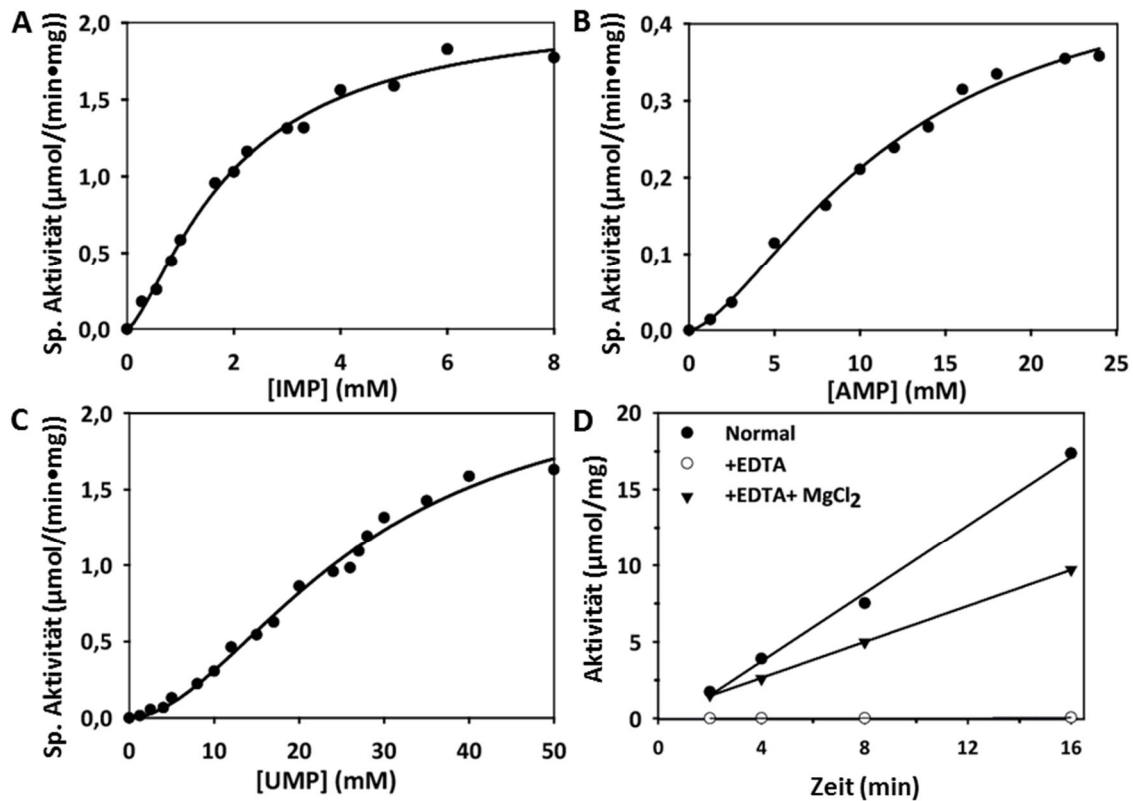 A
Sp. Aktivität (µmol/(min•mg))
2,0
1,5
1,0
0,5
0,0
0
2
4
6
8
[IMP] (mM)
B
Sp. Aktivität (µmol/(min•mg))
0,4
0,3
0,2
0,1
0,0
0
5
10
15
20
25
[AMP] (mM)
C
Sp. Aktivität (µmol/(min•mg))
2,0
1,5
1,0
0,5
0,0
0
10
20
30
40
50
[UMP] (mM)
D
Normal
+EDTA
+EDTA+ MgCl2
Aktivität (µmol/mg)
20
15
10
5
0
0
4
8
12
16
Zeit (min)